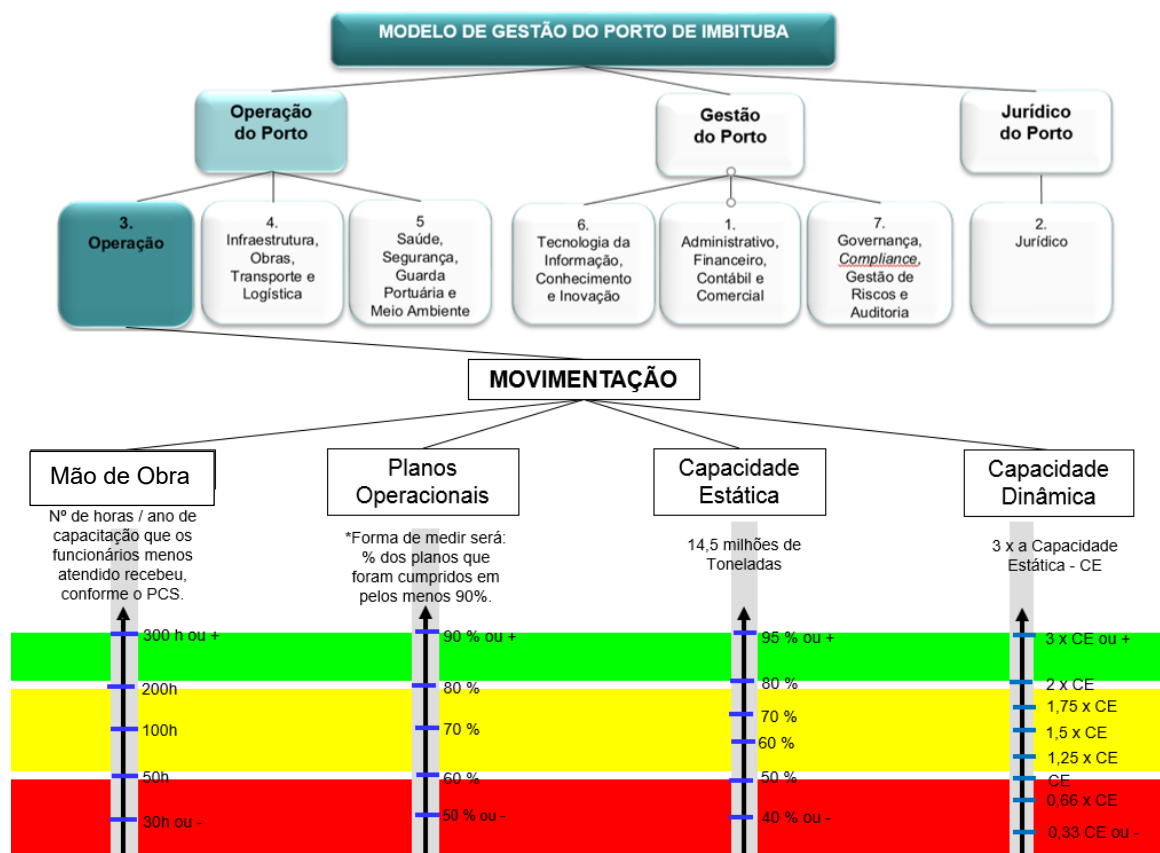 MODELO DE GESTÃO DO PORTO DE IMBITUBA
Operação
do Porto
Gestão
do Porto
Jurídico
do Porto
3.
Operação
4.
Infraestrutura,
Obras,
Transporte e
Logística
5
Saúde,
Segurança,
Guarda
Portuária e
Meio Ambiente
6.
Tecnologia da
Informação,
Conhecimento
e Inovação
1.
Administrativo,
Financeiro,
Contábil e
Comercial
7.
Governança,
Compliance,
Gestão de
Riscos e
Auditoria
2.
Jurídico
MOVIMENTAÇÃO
Mão de Obra
Nº de horas / ano de
capacitação que os
funcionários menos
atendido recebeu,
conforme o PCS.
300 h ou +
200h
100h
50h
30h ou -
Planos
Operacionais
*Forma de medir será:
% dos planos que
foram cumpridos em
pelos menos 90%.
90 % ou +
80 %
70 %
60 %
50 % ou -
Capacidade
Estática
14,5 milhões de
Toneladas
95 % ou +
80 %
70 %
60 %
50 %
40 % ou -
Capacidade
Dinâmica
3 x a Capacidade
Estática - CE
3 x CE ou +
2 x CE
1,75 x CE
1,5 x CE
1,25 x CE
CE
0,66 x CE
0,33 CE ou -